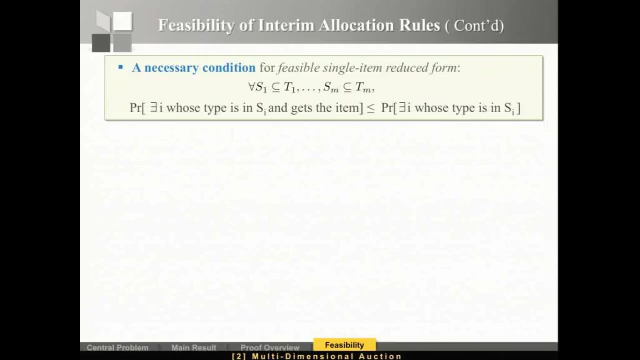 Feasibility of Interim Allocation Rules ( Cont'd)
▪ A necessary condition for feasible single-item reduced form:
∀S₁ ⊆ T₁, . . . , Sₘ ⊆ Tₘ,
Pr[ ∃ i whose type is in Sᵢ and gets the item] ≤ Pr[∃ i whose type is in Sᵢ ]
Central Problem Main Result Proof Overview Feasibility
[2] Multi-Dimensional Auction